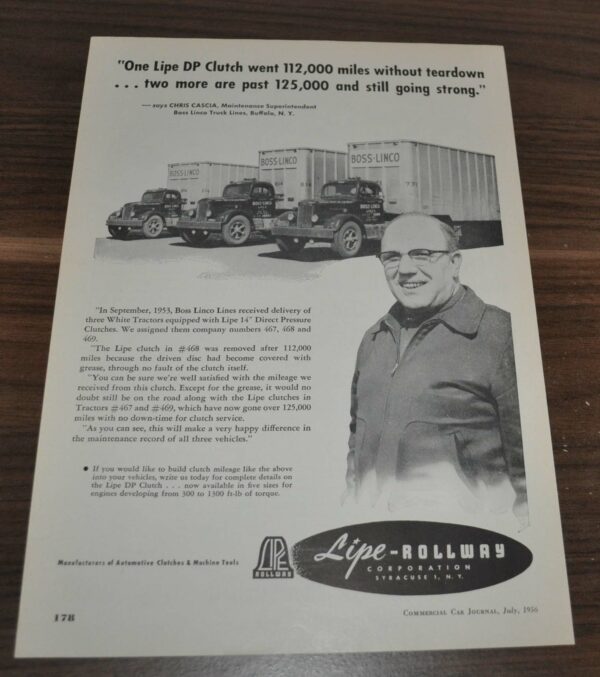 "One Lipe DP Clutch went 112,000 miles without teardown
... two more are past 125,000 and still going strong."
— says CHRIS CASCIA, Maintenance Superintendent
Boss Linco Truck Lines, Buffalo, N. Y.
BOSS-LINCO
BOSS-LINCO
BOSS-LINCO
"In September, 1953, Boss Linco Lines received delivery of
three White Tractors equipped with Lipe 14" Direct Pressure
Clutches. We assigned them company numbers 467, 468 and
469.
"The Lipe clutch in #468 was removed after 112,000
miles because the driven disc had become covered with
grease, through no fault of the clutch itself.
"You can be sure we're well satisfied with the mileage we
received from this clutch. Except for the grease, it would no
doubt still be on the road along with the Lipe clutches in
Tractors #467 and #469, which have now gone over 125,000
miles with no down-time for clutch service.
"As you can see, this will make a very happy difference in
the maintenance record of all three vehicles."
● If you would like to build clutch mileage like the above
into your vehicles, write us today for complete details on
the Lipe DP Clutch . . . now available in five sizes for
engines developing from 300 to 1300 ft-lb of torque.
Manufacturers of Automotive Clutches & Machine Tools
LIPE
ROLLWAY
Lipe-ROLLWAY
CORPORATION
SYRACUSE 1, N.Y.
178
COMMERCIAL CAR JOURNAL, July, 1956